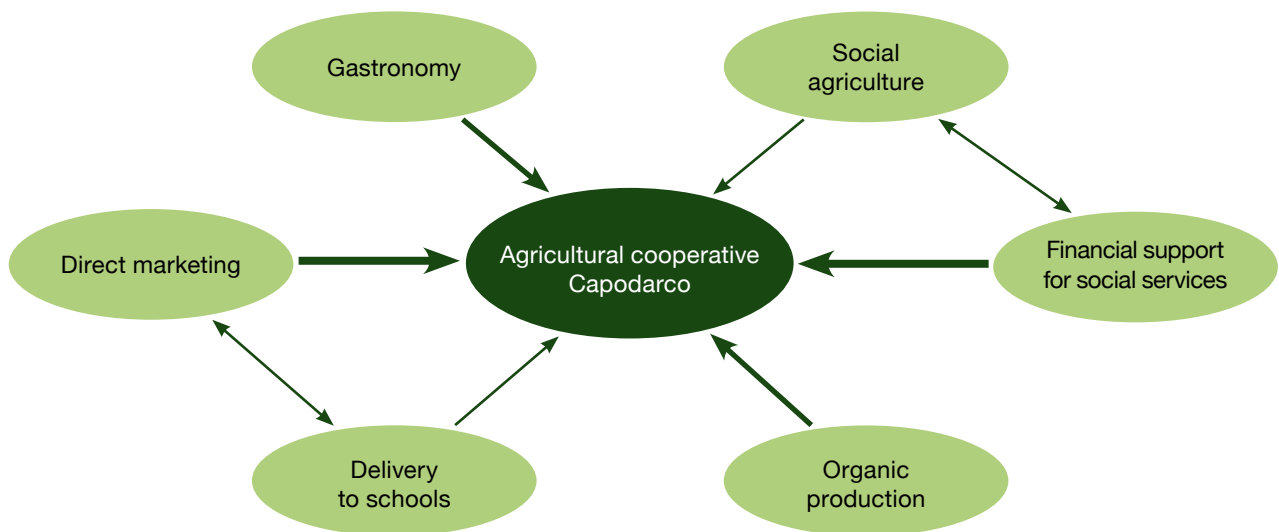 Gastronomy
Social
agriculture
Direct marketing
Agricultural cooperative
Capodarco
Financial support
for social services
Delivery
to schools
Organic
production